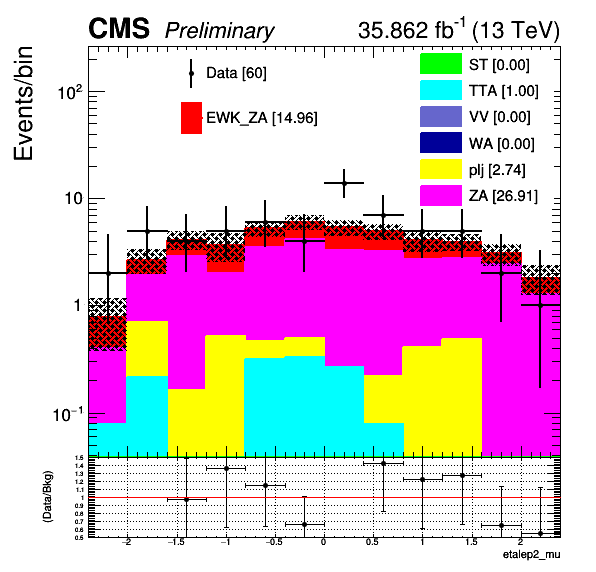 CMS Preliminary 35.862 fb⁻¹ (13 TeV)
Events/bin
Data [60]
EWK_ZA [14.96]
ST [0.00]
TTA [1.00]
VV [0.00]
WA [0.00]
plj [2.74]
ZA [26.91]
10²
10
1
10⁻¹
(Data/Bkg)
1.5
1.4
1.3
1.2
1.1
1
0.9
0.8
0.7
0.6
0.5
−2 −1.5 −1 −0.5 0 0.5 1 1.5 2
etalep2_mu